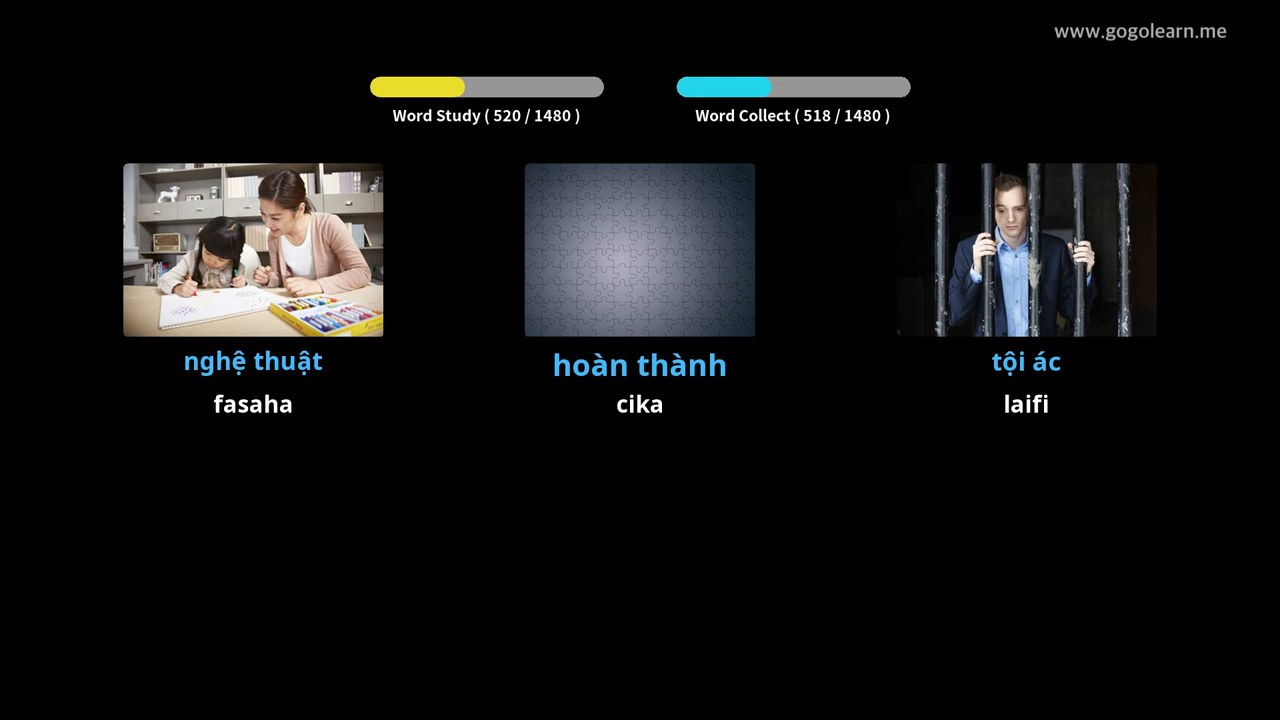 www.gogolearn.me
Word Study ( 520 / 1480 )
Word Collect ( 518 / 1480 )
nghệ thuật
fasaha
hoàn thành
cika
tội ác
laifi